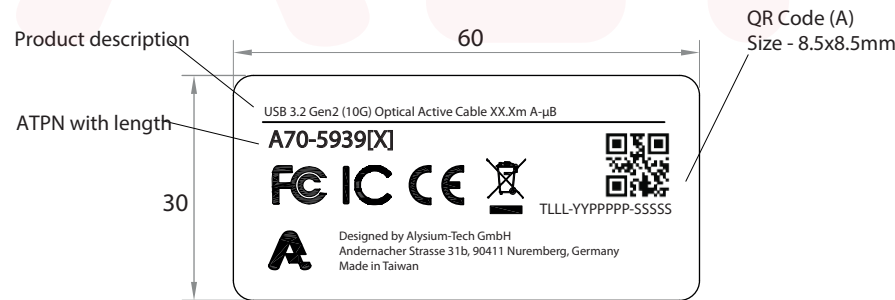 QR Code (A)
Product description
60
Size - 8.5x8.5mm
USB 3.2 Gen2 (10G) Optical Active Cable XX.Xm A-µB
ATPN with length
A70-5939[X]
FC IC CE
30
TLLL-YYPPPPP-SSSSS
Designed by Alysium-Tech GmbH
Andernacher Strasse 31b, 90411 Nuremberg, Germany
Made in Taiwan